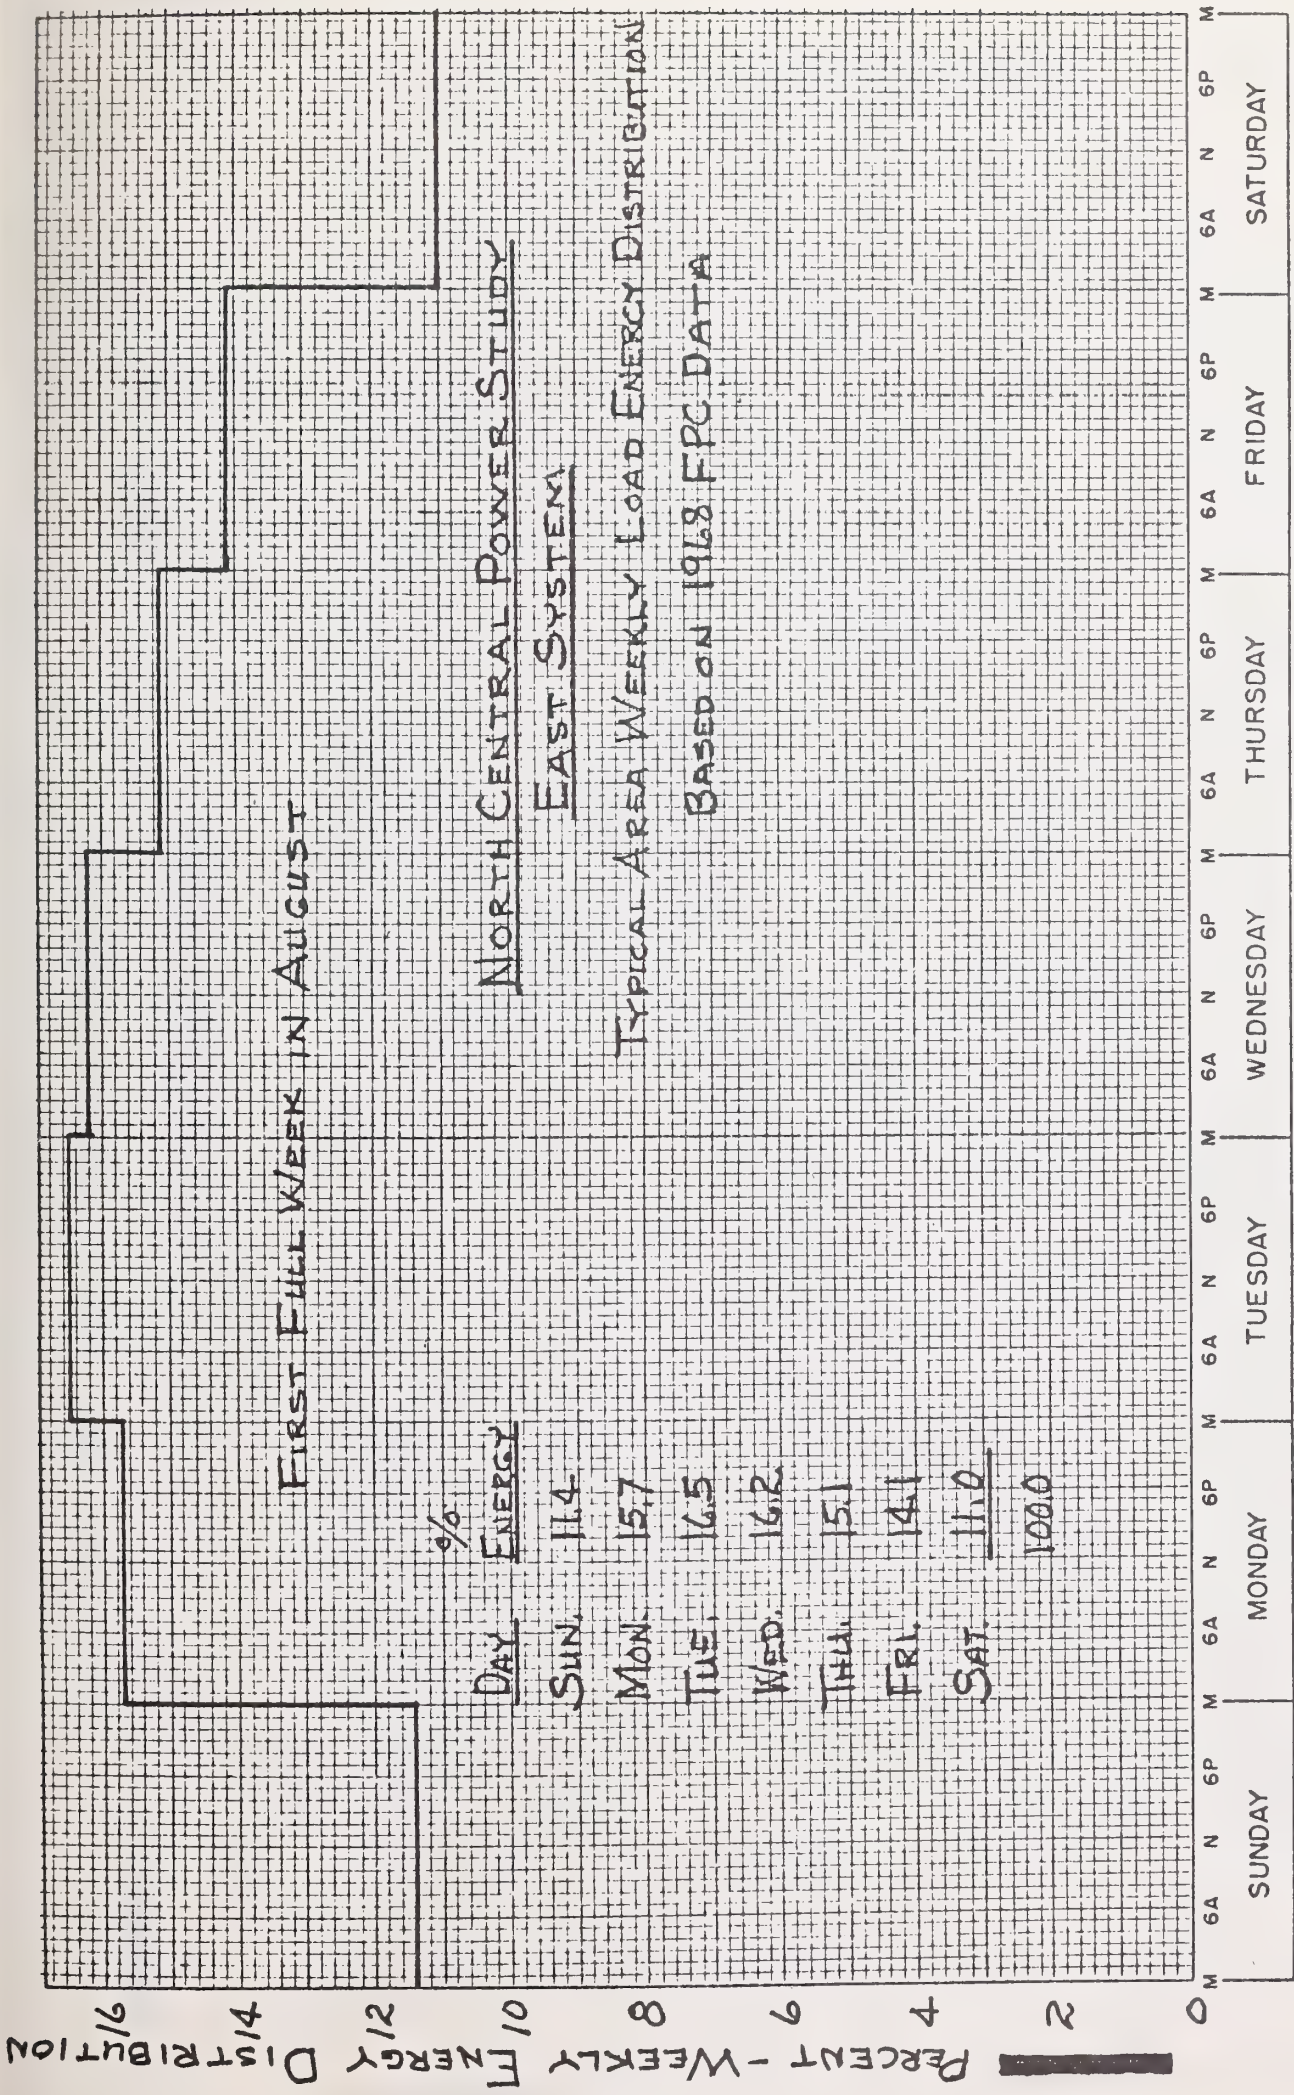 FIRST FULL WEEK IN AUGUST
NORTH CENTRAL POWER STUDY
EAST SYSTEM
TYPICAL AREA WEEKLY LOAD ENERGY DISTRIBUTION
BASED ON 1968 FPC DATA
%
DAY ENERGY
SUN. 11.4
MON. 15.7
TUE. 16.5
WED. 16.2
THU. 15.1
FRI. 14.1
SAT. 11.0
100.0
PERCENT - WEEKLY ENERGY DISTRIBUTION
16
14
12
10
8
6
4
2
0
M 6A N 6P M 6A N 6P M 6A N 6P M 6A N 6P M 6A N 6P M 6A N 6P M 6A N 6P M
SUNDAY MONDAY TUESDAY WEDNESDAY THURSDAY FRIDAY SATURDAY